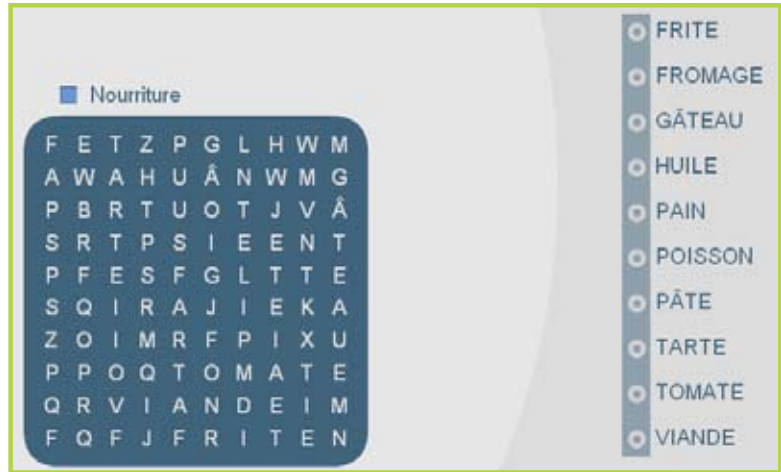 Nourriture
F E T Z P G L H W M
A W A H U Â N W M G
P B R T U O T J V Â
S R T P S I E E N T
P F E S F G L T T E
S Q I R A J I E K A
Z O I M R F P I X U
P P O Q T O M A T E
Q R V I A N D E I M
F Q F J F R I T E N
FRITE
FROMAGE
GÂTEAU
HUILE
PAIN
POISSON
PÂTE
TARTE
TOMATE
VIANDE